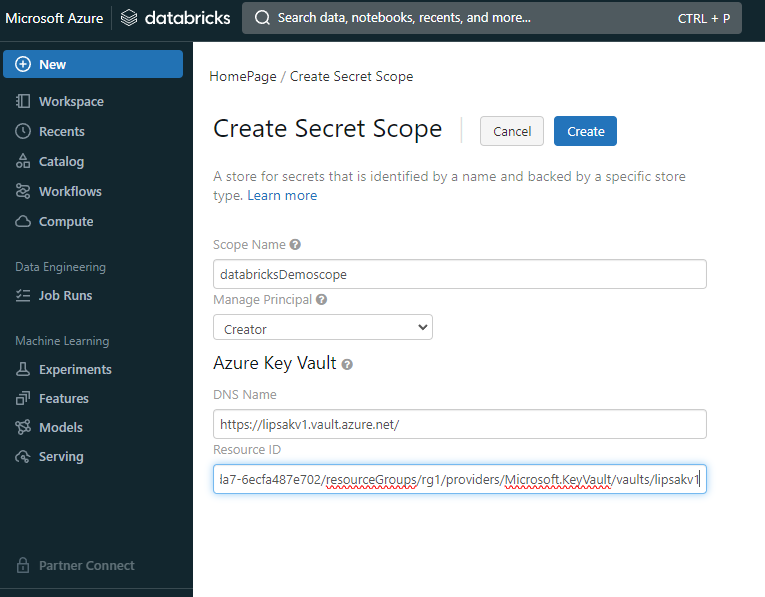 Microsoft Azure
databricks
Search data, notebooks, recents, and more...
CTRL + P
New
Workspace
Recents
Catalog
Workflows
Compute
Data Engineering
Job Runs
Machine Learning
Experiments
Features
Models
Serving
Partner Connect
HomePage / Create Secret Scope
Create Secret Scope
Cancel
Create
A store for secrets that is identified by a name and backed by a specific store
type. Learn more
Scope Name
databricksDemoscope
Manage Principal
Creator
Azure Key Vault
DNS Name
https://lipsakv1.vault.azure.net/
Resource ID
a7-6ecfa487e702/resourceGroups/rg1/providers/Microsoft.KeyVault/vaults/lipsakv1